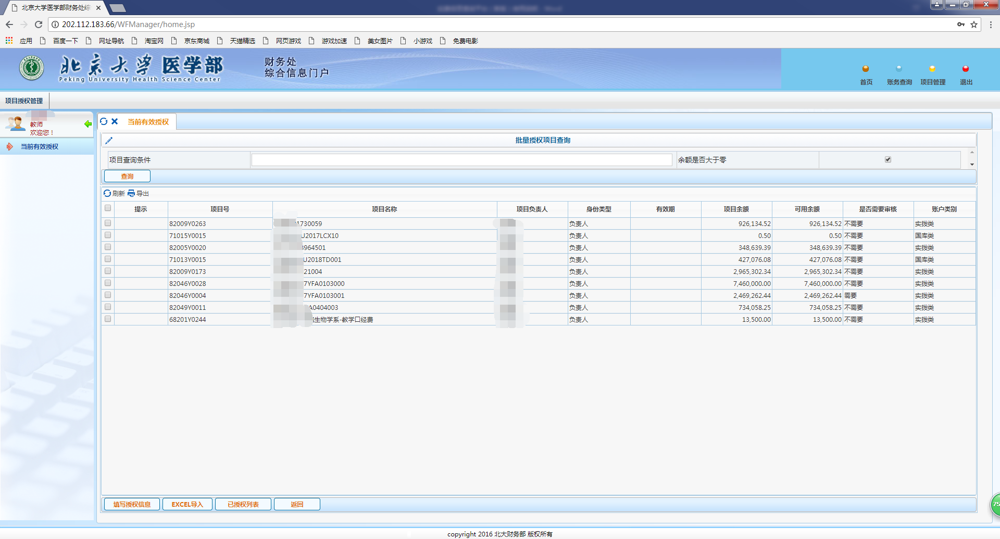 北京大学医学部财务处综
202.112.183.66/WFManager/home.jsp
应用 百度一下 网址导航 淘宝网 京东商城 天猫精选 网页游戏 游戏加速 美女图片 小游戏 免费电影
北京大学医学部
Peking University Health Science Center
财务处
综合信息门户
首页 账务查询 项目管理 退出
项目授权管理
教师
欢迎您！
当前有效授权
当前有效授权
批量授权项目查询
项目查询条件 余额是否大于零
查询
刷新 导出
提示 项目号 项目名称 项目负责人 身份类型 有效期 项目余额 可用余额 是否需要审核 账户类别
82009Y0263 1730059 负责人 926,134.52 926,134.52 不需要 实拨类
71015Y0015 U2017LCX10 负责人 0.50 0.50 不需要 国库类
82005Y0020 964501 负责人 348,639.39 348,639.39 不需要 实拨类
71013Y0015 U2018TD001 负责人 427,076.08 427,076.08 不需要 国库类
82009Y0173 21004 负责人 2,965,302.34 2,965,302.34 不需要 实拨类
82046Y0028 7YFA0103000 负责人 7,460,000.00 7,460,000.00 不需要 实拨类
82046Y0004 7YFA0103001 负责人 2,469,262.44 2,469,262.44 需要 实拨类
82049Y0011 A0404003 负责人 734,058.25 734,058.25 不需要 实拨类
68201Y0244 生物学系-教学口经费 负责人 13,500.00 13,500.00 不需要 实拨类
填写授权信息 EXCEL导入 已授权列表 返回
75
copyright 2016 北大财务部 版权所有